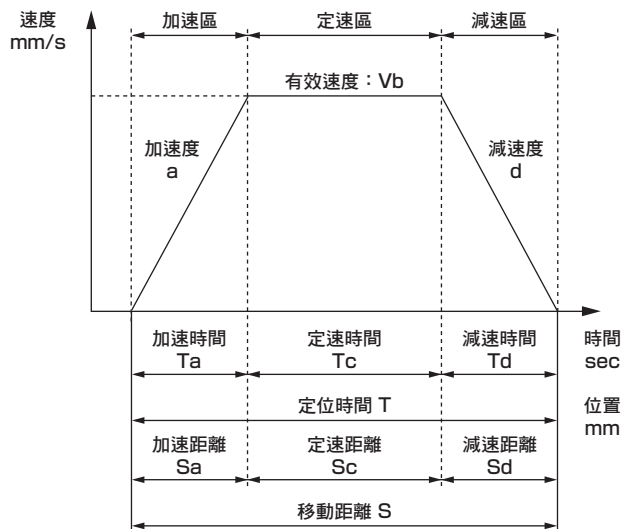 速度
mm/s
加速區
定速區
減速區
有效速度：Vb
加速度
a
減速度
d
加速時間
Ta
定速時間
Tc
減速時間
Td
時間
sec
定位時間 T
位置
mm
加速距離
Sa
定速距離
Sc
減速距離
Sd
移動距離 S